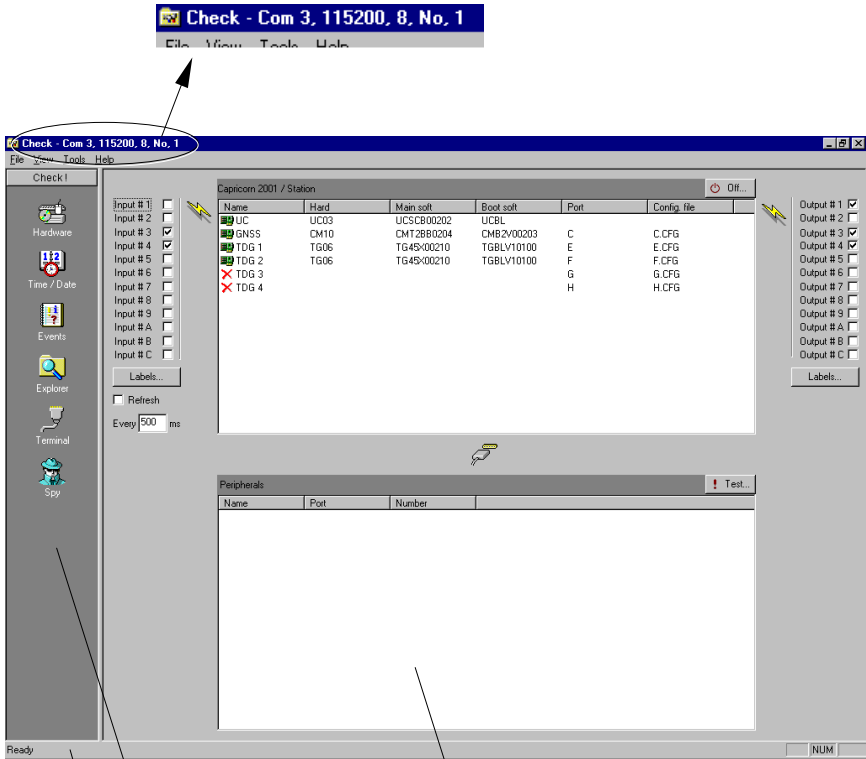 Check - Com 3, 115200, 8, No, 1
File View Tools Help
Check - Com 3, 115200, 8, No, 1
File View Tools Help
Check!
Hardware
Time / Date
Events
Explorer
Terminal
Spy
Input # 1
Input # 2
Input # 3
Input # 4
Input # 5
Input # 6
Input # 7
Input # 8
Input # 9
Input # A
Input # B
Input # C
Labels...
Refresh
Every 500 ms
Capricorn 2001 / Station
Off...
Name Hard Main soft Boot soft Port Config. file
UC UC03 UCSCB00202 UCBL
GNSS CM10 CMT2BB0204 CMB2V00203 C C.CFG
TDG 1 TG06 TG45X00210 TGBLV10100 E E.CFG
TDG 2 TG06 TG45X00210 TGBLV10100 F F.CFG
TDG 3 G G.CFG
TDG 4 H H.CFG
Peripherals
! Test...
Name Port Number
Output # 1
Output # 2
Output # 3
Output # 4
Output # 5
Output # 6
Output # 7
Output # 8
Output # 9
Output # A
Output # B
Output # C
Labels...
Ready
NUM